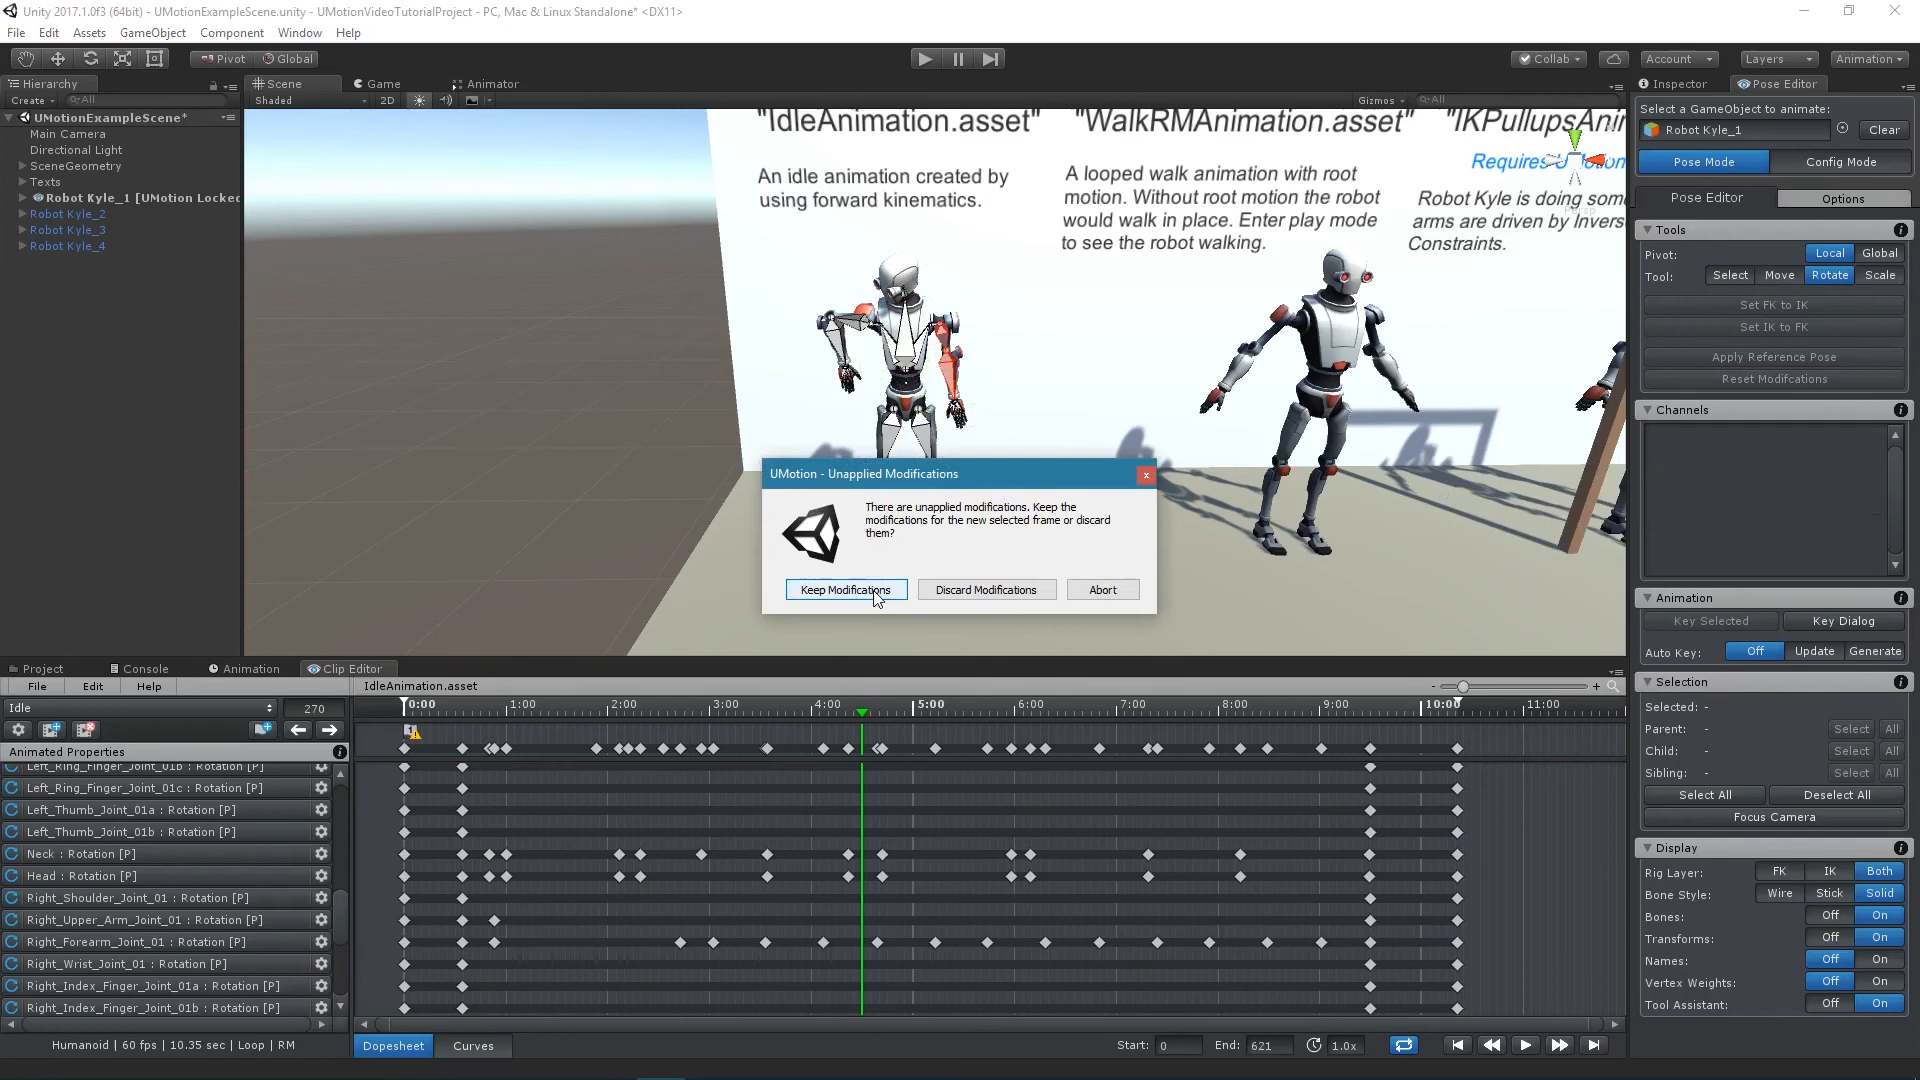 Unity 2017.1.0f3 (64bit) - UMotionExampleScene.unity - UMotionVideoTutorialProject - PC, Mac & Linux Standalone* <DX11>
File Edit Assets GameObject Component Window Help
Pivot Global
Collab Account Layers Animation
Hierarchy
Create All
UMotionExampleScene*
Main Camera
Directional Light
SceneGeometry
Texts
Robot Kyle_1 [UMotion Locked
Robot Kyle_2
Robot Kyle_3
Robot Kyle_4
Scene Game Animator
Shaded 2D Gizmos All
"IdleAnimation.asset"
An idle animation created by
using forward kinematics.
"WalkRMAnimation.asset"
A looped walk animation with root
motion. Without root motion the robot
would walk in place. Enter play mode
to see the robot walking.
"IKPullupsAnim
Requires UMotion
Robot Kyle is doing som
arms are driven by Invers
Constraints.
Persp
UMotion - Unapplied Modifications
There are unapplied modifications. Keep the
modifications for the new selected frame or discard
them?
Keep Modifications Discard Modifications Abort
Inspector Pose Editor
Select a GameObject to animate:
Robot Kyle_1 Clear
Pose Mode Config Mode
Pose Editor Options
Tools
Pivot: Local Global
Tool: Select Move Rotate Scale
Set FK to IK
Set IK to FK
Apply Reference Pose
Reset Modifcations
Channels
Animation
Key Selected Key Dialog
Auto Key: Off Update Generate
Selection
Selected: -
Parent: - Select All
Child: - Select All
Sibling: - Select All
Select All Deselect All
Focus Camera
Display
Rig Layer: FK IK Both
Bone Style: Wire Stick Solid
Bones: Off On
Transforms: Off On
Names: Off On
Vertex Weights: Off On
Tool Assistant: Off On
Project Console Animation Clip Editor
File Edit Help
IdleAnimation.asset
Idle 270
0:00 1:00 2:00 3:00 4:00 5:00 6:00 7:00 8:00 9:00 10:00 11:00
Animated Properties
Left_Ring_Finger_Joint_01b : Rotation [P]
Left_Ring_Finger_Joint_01c : Rotation [P]
Left_Thumb_Joint_01a : Rotation [P]
Left_Thumb_Joint_01b : Rotation [P]
Neck : Rotation [P]
Head : Rotation [P]
Right_Shoulder_Joint_01 : Rotation [P]
Right_Upper_Arm_Joint_01 : Rotation [P]
Right_Forearm_Joint_01 : Rotation [P]
Right_Wrist_Joint_01 : Rotation [P]
Right_Index_Finger_Joint_01a : Rotation [P]
Right_Index_Finger_Joint_01b : Rotation [P]
Humanoid | 60 fps | 10.35 sec | Loop | RM
Dopesheet Curves
Start: 0 End: 621 1.0x